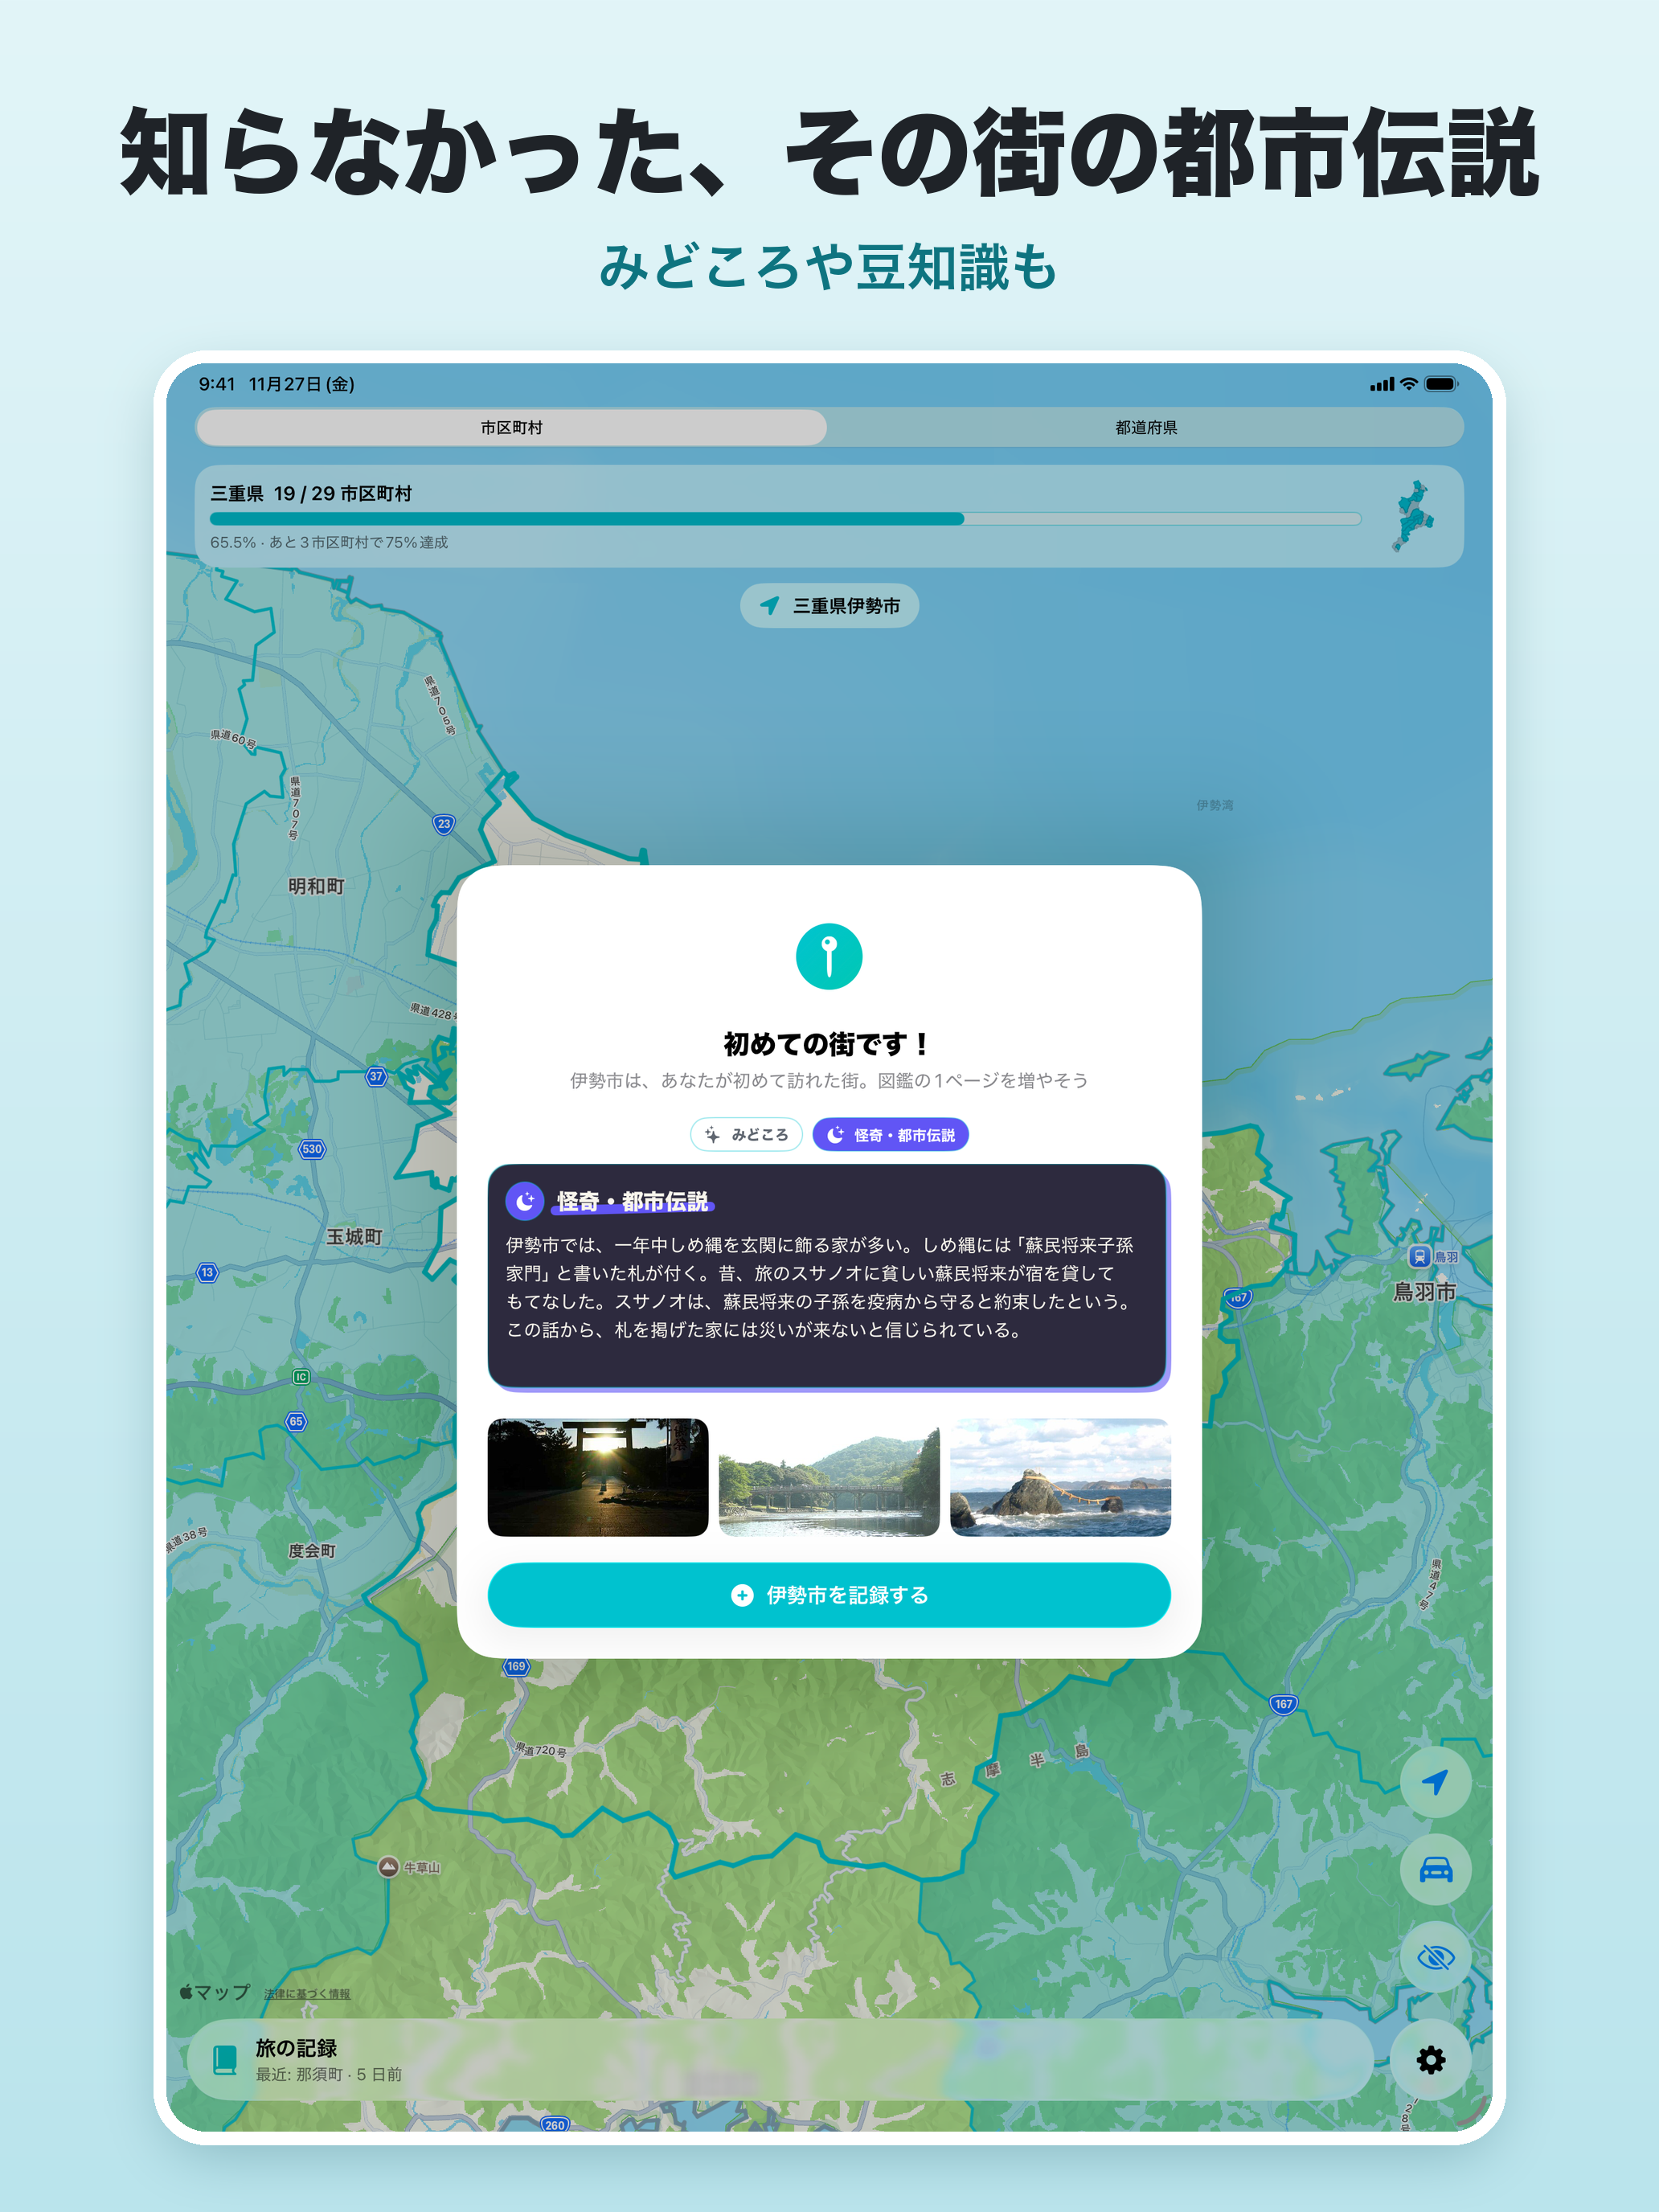 知らなかった、その街の都市伝説
みどころや豆知識も
9:41 11月27日(金)
市区町村
都道府県
三重県 19 / 29 市区町村
65.5% · あと3市区町村で75%達成
三重県伊勢市
県道705号
県道60号
県道707号
23
伊勢湾
明和町
県道428
37
530
玉城町
13
IC
65
県道38号
度会町
初めての街です！
伊勢市は、あなたが初めて訪れた街。図鑑の1ページを増やそう
みどころ
怪奇・都市伝説
怪奇・都市伝説
伊勢市では、一年中しめ縄を玄関に飾る家が多い。しめ縄には「蘇民将来子孫
家門」と書いた札が付く。昔、旅のスサノオに貧しい蘇民将来が宿を貸して
もてなした。スサノオは、蘇民将来の子孫を疫病から守ると約束したという。
この話から、札を掲げた家には災いが来ないと信じられている。
伊勢市を記録する
鳥羽
鳥羽市
167
県道47号
169
167
県道720号
志摩半島
牛草山
マップ
法律に基づく情報
旅の記録
最近: 那須町 · 5 日前
260
28号